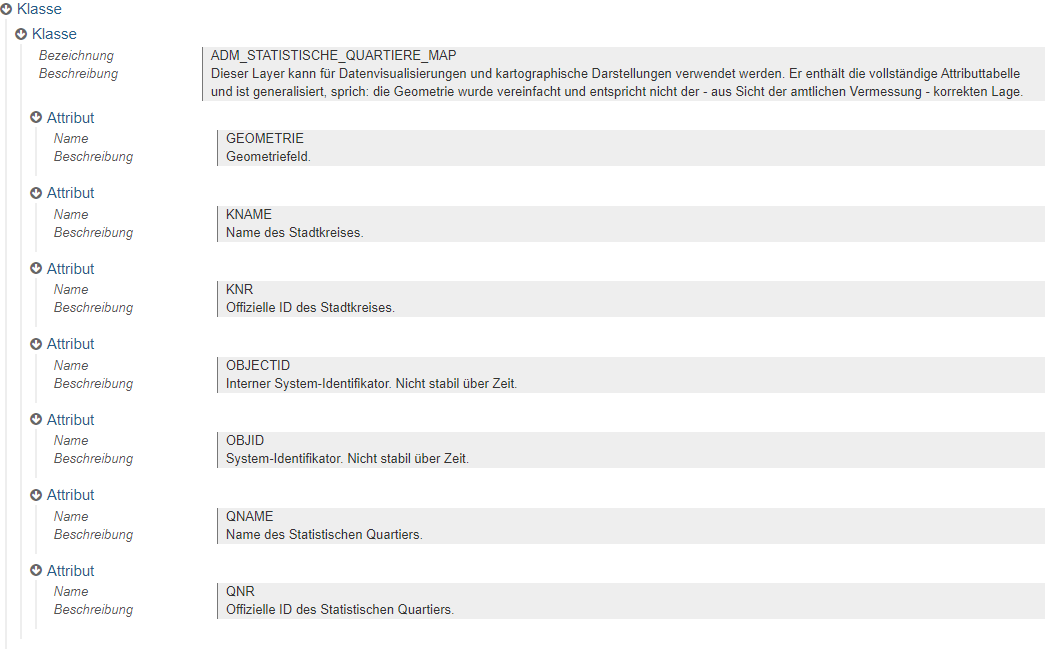 Klasse
Klasse
Bezeichnung ADM_STATISTISCHE_QUARTIERE_MAP
Beschreibung Dieser Layer kann für Datenvisualisierungen und kartographische Darstellungen verwendet werden. Er enthält die vollständige Attributtabelle
und ist generalisiert, sprich: die Geometrie wurde vereinfacht und entspricht nicht der - aus Sicht der amtlichen Vermessung - korrekten Lage.
Attribut
Name GEOMETRIE
Beschreibung Geometriefeld.
Attribut
Name KNAME
Beschreibung Name des Stadtkreises.
Attribut
Name KNR
Beschreibung Offizielle ID des Stadtkreises.
Attribut
Name OBJECTID
Beschreibung Interner System-Identifikator. Nicht stabil über Zeit.
Attribut
Name OBJID
Beschreibung System-Identifikator. Nicht stabil über Zeit.
Attribut
Name QNAME
Beschreibung Name des Statistischen Quartiers.
Attribut
Name QNR
Beschreibung Offizielle ID des Statistischen Quartiers.